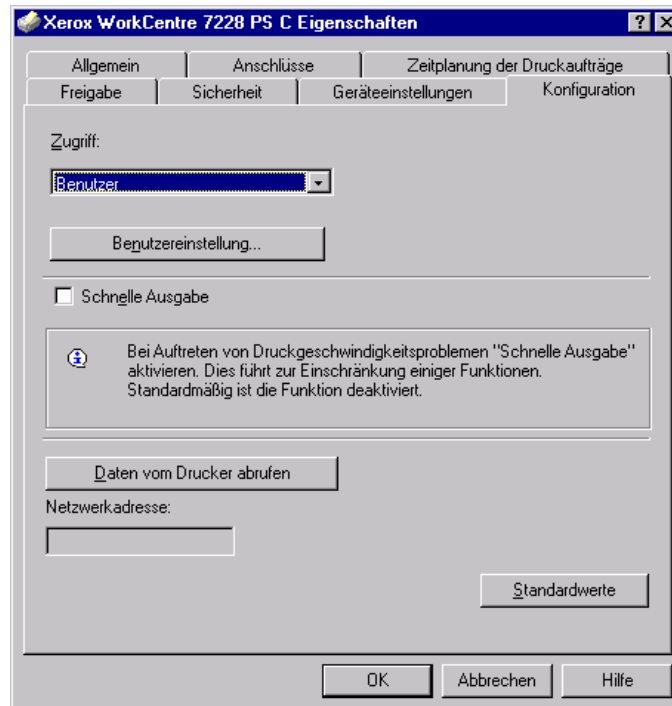 Xerox WorkCentre 7228 PS C Eigenschaften
Allgemein
Anschlüsse
Zeitplanung der Druckaufträge
Freigabe
Sicherheit
Geräteeinstellungen
Konfiguration
Zugriff:
Benutzer
Benutzereinstellung...
Schnelle Ausgabe
Bei Auftreten von Druckgeschwindigkeitsproblemen "Schnelle Ausgabe"
aktivieren. Dies führt zur Einschränkung einiger Funktionen.
Standardmäßig ist die Funktion deaktiviert.
Daten vom Drucker abrufen
Netzwerkadresse:
Standardwerte
OK
Abbrechen
Hilfe